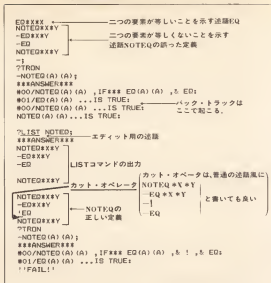 EQ*X*X 二つの要素が等しいことを示す述語EQ
NOTEQ*X*Y 二つの要素が等しくないことを示す
-EQ*X*Y 述語NOTEQの誤った定義
-EQ
NOTEQ*X*Y
-;
?TRON
-NOTEQ(A)(A);
***ANSWER***
#00/NOTEQ(A)(A) ,IF*** EQ(A)(A) ,& EQ:
#01/EQ(A)(A) ...IS TRUE: バック・トラックは
#00/NOTEQ(A)(A) ...IS TRUE: ここで起こる.
NOTEQ(A)(A)...IS TRUE:
?LIST NOTEQ;
***ANSWER*** エディット用の述語
NOTEQ*X*Y
-EQ*X*Y
-EQ LISTコマンドの出力
NOTEQ*X*Y
カット・オペレータ
NOTEQ*X*Y
-EQ*X*Y
'EQ NOTEQの
NOTEQ*X*Y 正しい定義
カット・オペレータは,普通の述語風に
NOTEQ *X *Y
-EQ *X *Y
-!
-EQ
と書いても良い
?TRON
-NOTEQ(A)(A);
***ANSWER***
#00/NOTEQ(A)(A) ,IF*** EQ(A)(A) ,& ! ,& EQ:
#01/EQ(A)(A) ...IS TRUE:
''FAIL!'